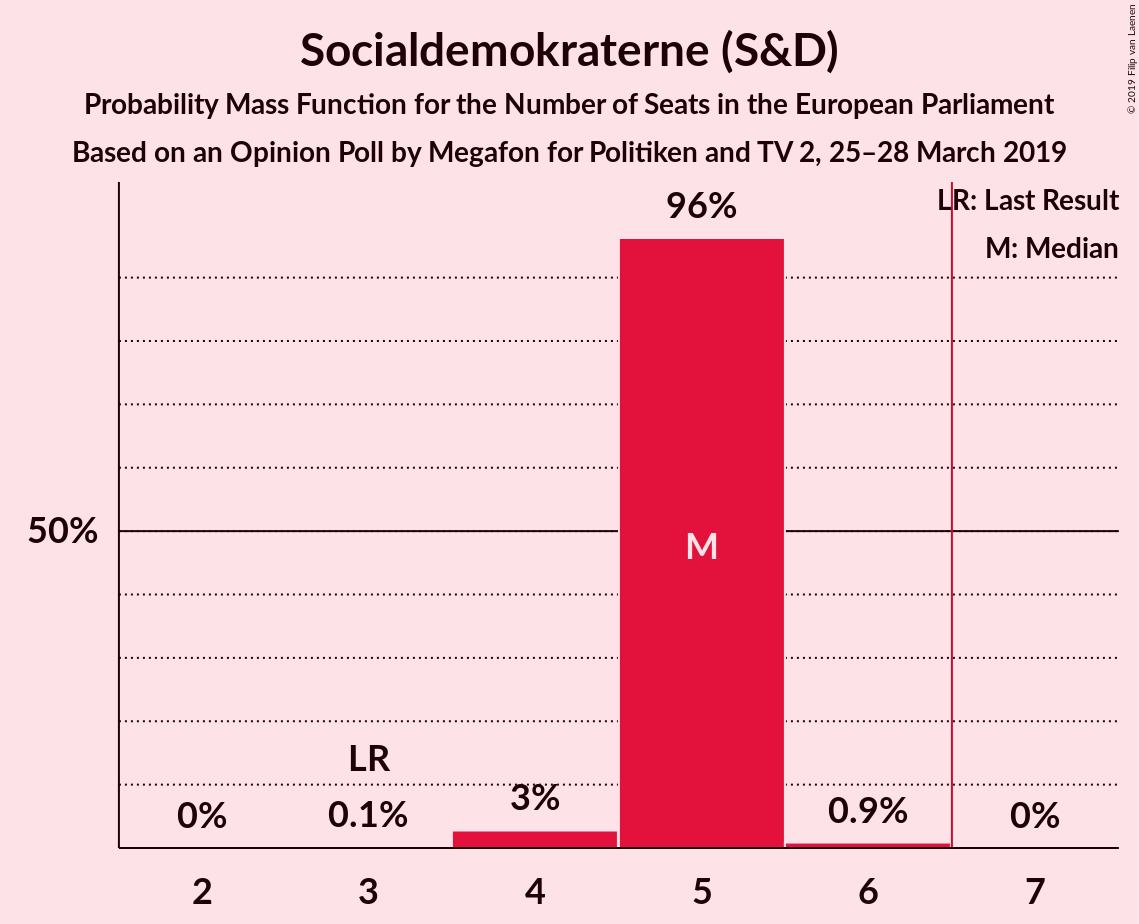 Socialdemokraterne (S&D)
Probability Mass Function for the Number of Seats in the European Parliament
Based on an Opinion Poll by Megafon for Politiken and TV 2, 25–28 March 2019
© 2019 Filip van Laenen
LR: Last Result
M: Median
96%
50%
M
LR
0%
0.1%
3%
0.9%
0%
2
3
4
5
6
7